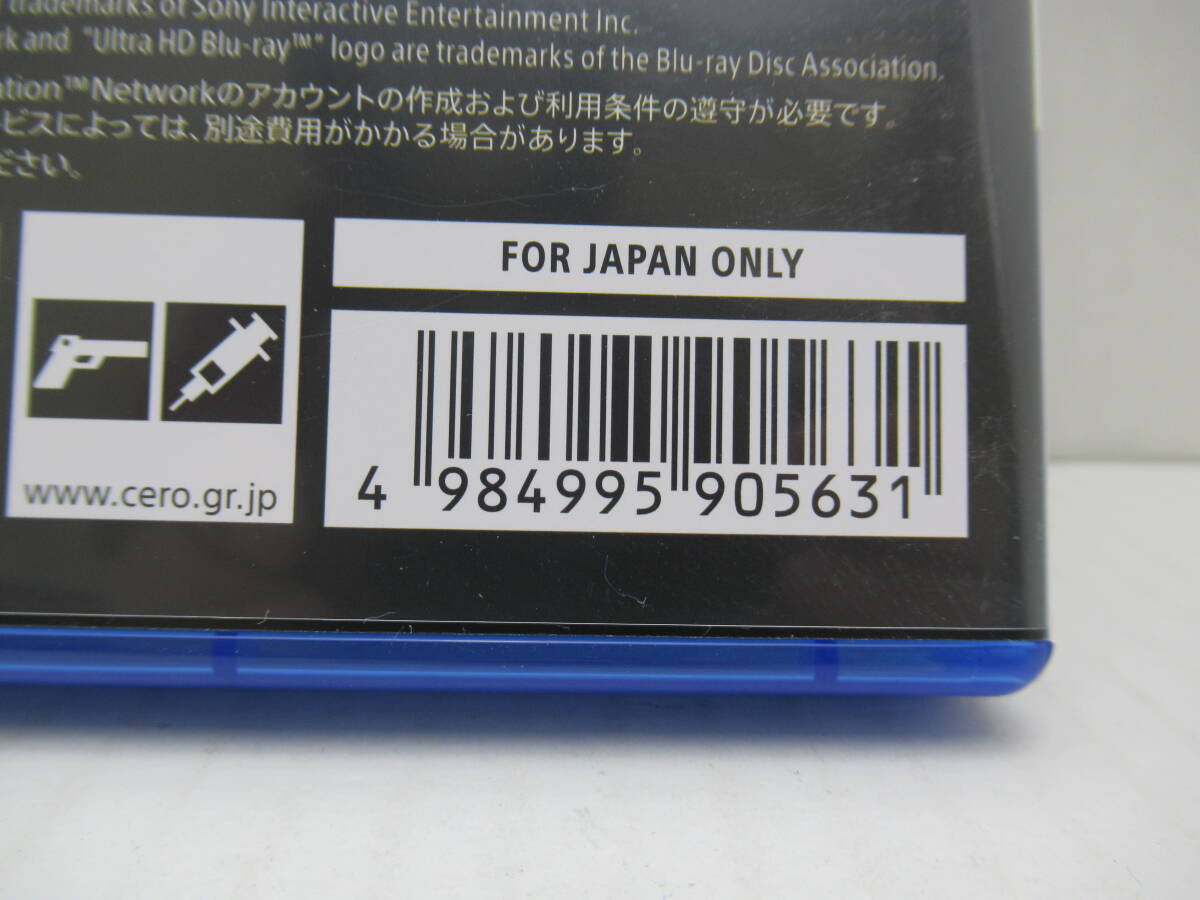 trademarks of Sony Interactive Entertainment Inc.
and "Ultra HD Blu-ray™" logo are trademarks of the Blu-ray Disc Association.
™Networkのアカウントの作成および利用条件の遵守が必要です。
ビスによっては、別途費用がかかる場合があります。
ださい。
FOR JAPAN ONLY
www.cero.gr.jp
4 984995 905631